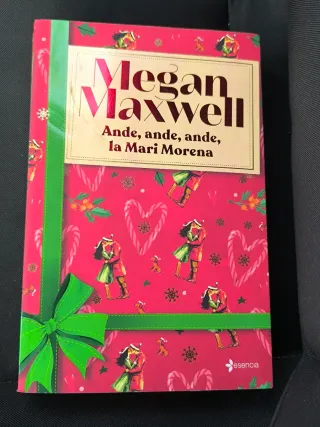 Megan
Maxwell
Ande, ande, ande,
la Mari Morena
esencia